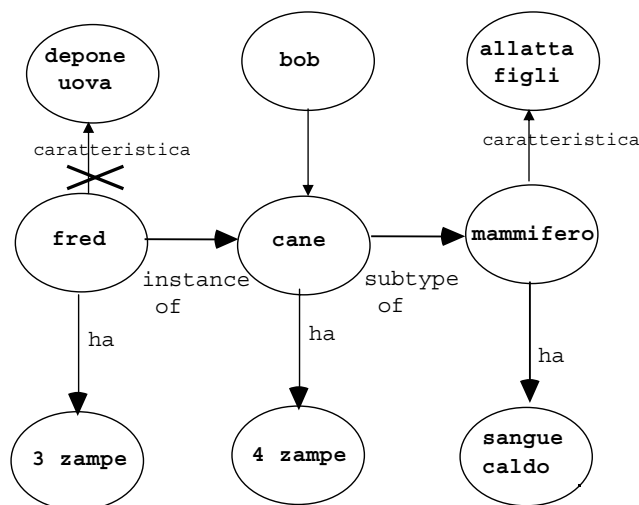 depone
uova
bob
allatta
figli
caratteristica
caratteristica
fred
cane
mammifero
instance
of
subtype
of
ha
ha
ha
3 zampe
4 zampe
sangue
caldo